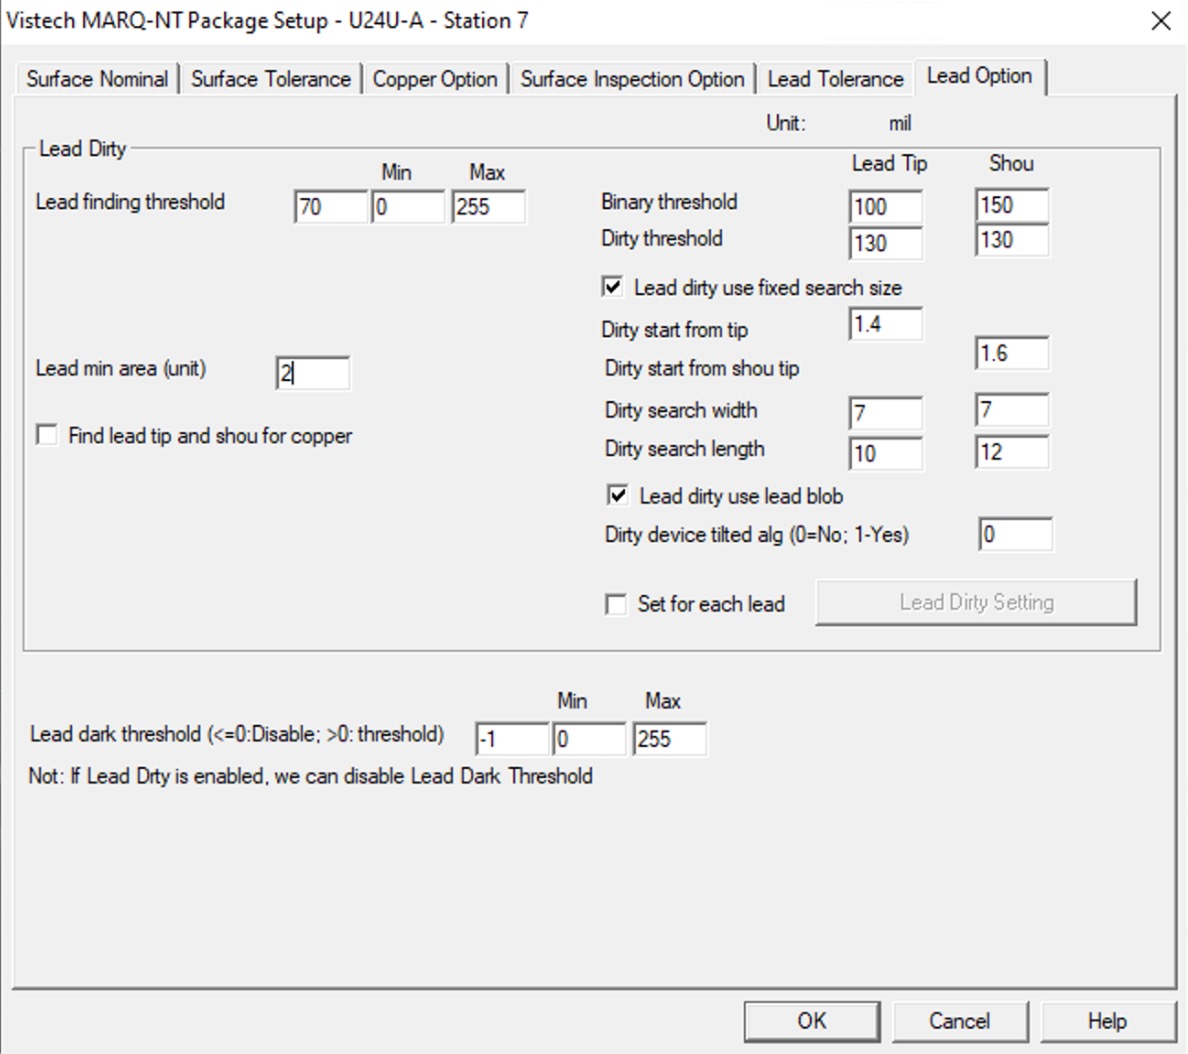 Vistech MARQ-NT Package Setup - U24U-A - Station 7
Surface Nominal Surface Tolerance Copper Option Surface Inspection Option Lead Tolerance Lead Option
Unit: mil
Lead Dirty
Min Max
Lead finding threshold 70 0 255
Lead min area (unit) 2
Find lead tip and shou for copper
Lead Tip Shou
Binary threshold 100 150
Dirty threshold 130 130
Lead dirty use fixed search size
Dirty start from tip 1.4
Dirty start from shou tip 1.6
Dirty search width 7 7
Dirty search length 10 12
Lead dirty use lead blob
Dirty device tilted alg (0=No; 1-Yes) 0
Set for each lead Lead Dirty Setting
Min Max
Lead dark threshold (<=0:Disable; >0: threshold) -1 0 255
Not: If Lead Drty is enabled, we can disable Lead Dark Threshold
OK Cancel Help